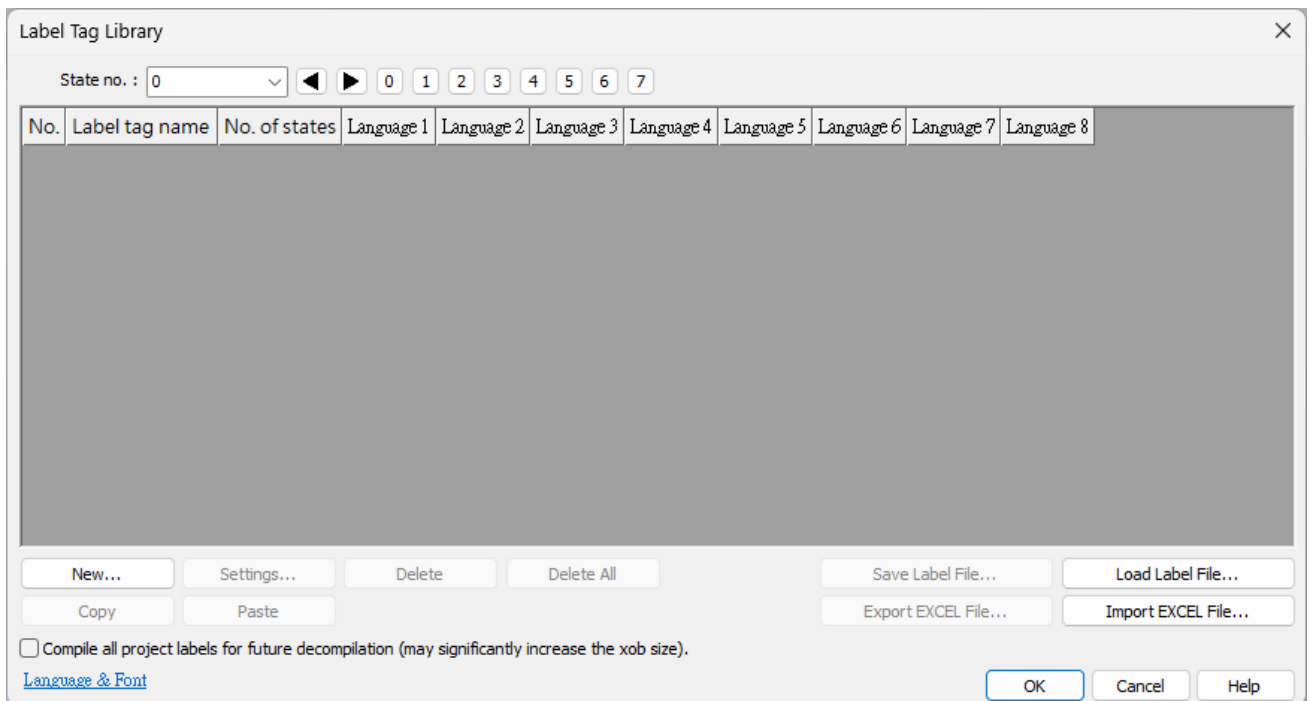 Label Tag Library
State no. : 0 0 1 2 3 4 5 6 7
No. Label tag name No. of states Language 1 Language 2 Language 3 Language 4 Language 5 Language 6 Language 7 Language 8
New... Settings... Delete Delete All Save Label File... Load Label File...
Copy Paste Export EXCEL File... Import EXCEL File...
Compile all project labels for future decompilation (may significantly increase the xob size).
Language & Font
OK Cancel Help